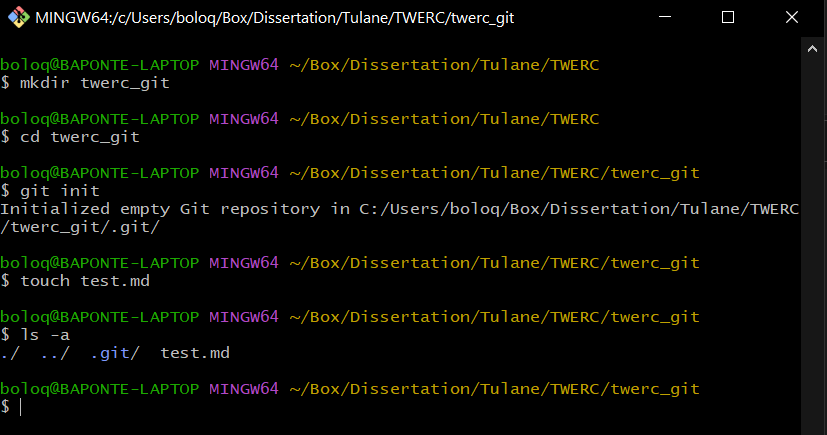 MINGW64:/c/Users/boloq/Box/Dissertation/Tulane/TWERC/twerc_git
boloq@BAPONTE-LAPTOP MINGW64 ~/Box/Dissertation/Tulane/TWERC
$ mkdir twerc_git
boloq@BAPONTE-LAPTOP MINGW64 ~/Box/Dissertation/Tulane/TWERC
$ cd twerc_git
boloq@BAPONTE-LAPTOP MINGW64 ~/Box/Dissertation/Tulane/TWERC/twerc_git
$ git init
Initialized empty Git repository in C:/Users/boloq/Box/Dissertation/Tulane/TWERC
/twerc_git/.git/
boloq@BAPONTE-LAPTOP MINGW64 ~/Box/Dissertation/Tulane/TWERC/twerc_git
$ touch test.md
boloq@BAPONTE-LAPTOP MINGW64 ~/Box/Dissertation/Tulane/TWERC/twerc_git
$ ls -a
./  ../  .git/  test.md
boloq@BAPONTE-LAPTOP MINGW64 ~/Box/Dissertation/Tulane/TWERC/twerc_git
$